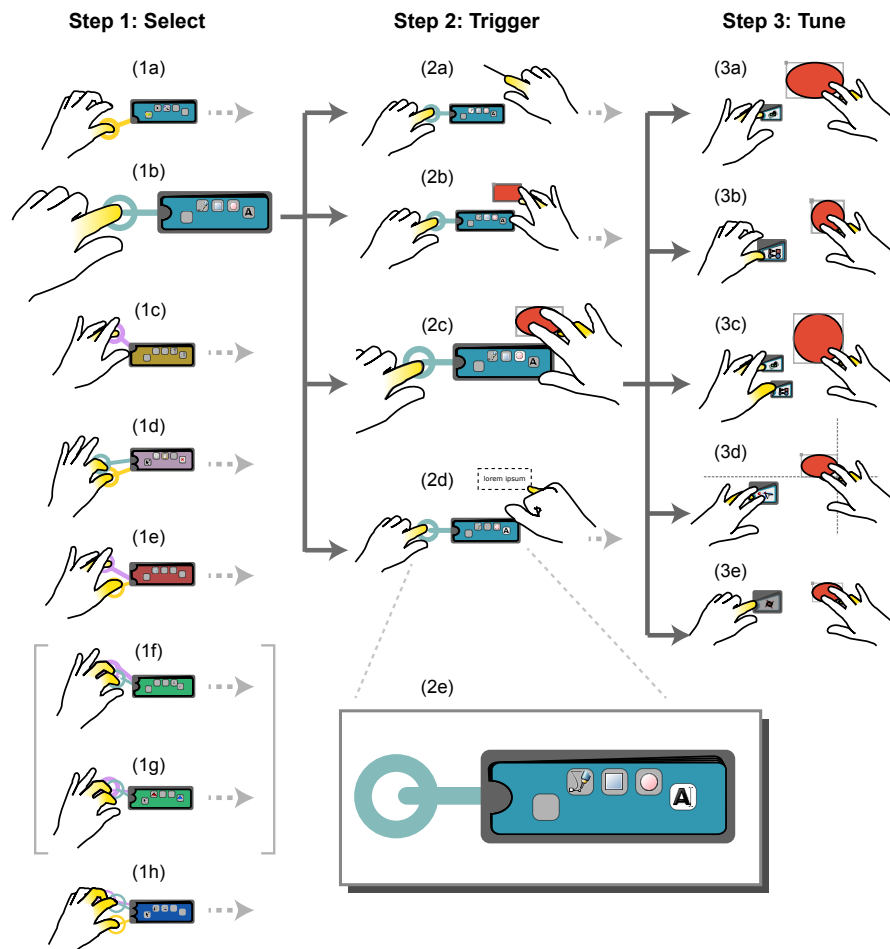 Step 1: Select
Step 2: Trigger
Step 3: Tune
(1a)
(1b)
A
(1c)
(1d)
(1e)
(1f)
(1g)
(1h)
(2a)
A
(2b)
A
(2c)
A
(2d)
lorem ipsum
A
(2e)
A
(3a)
(3b)
(3c)
(3d)
(3e)